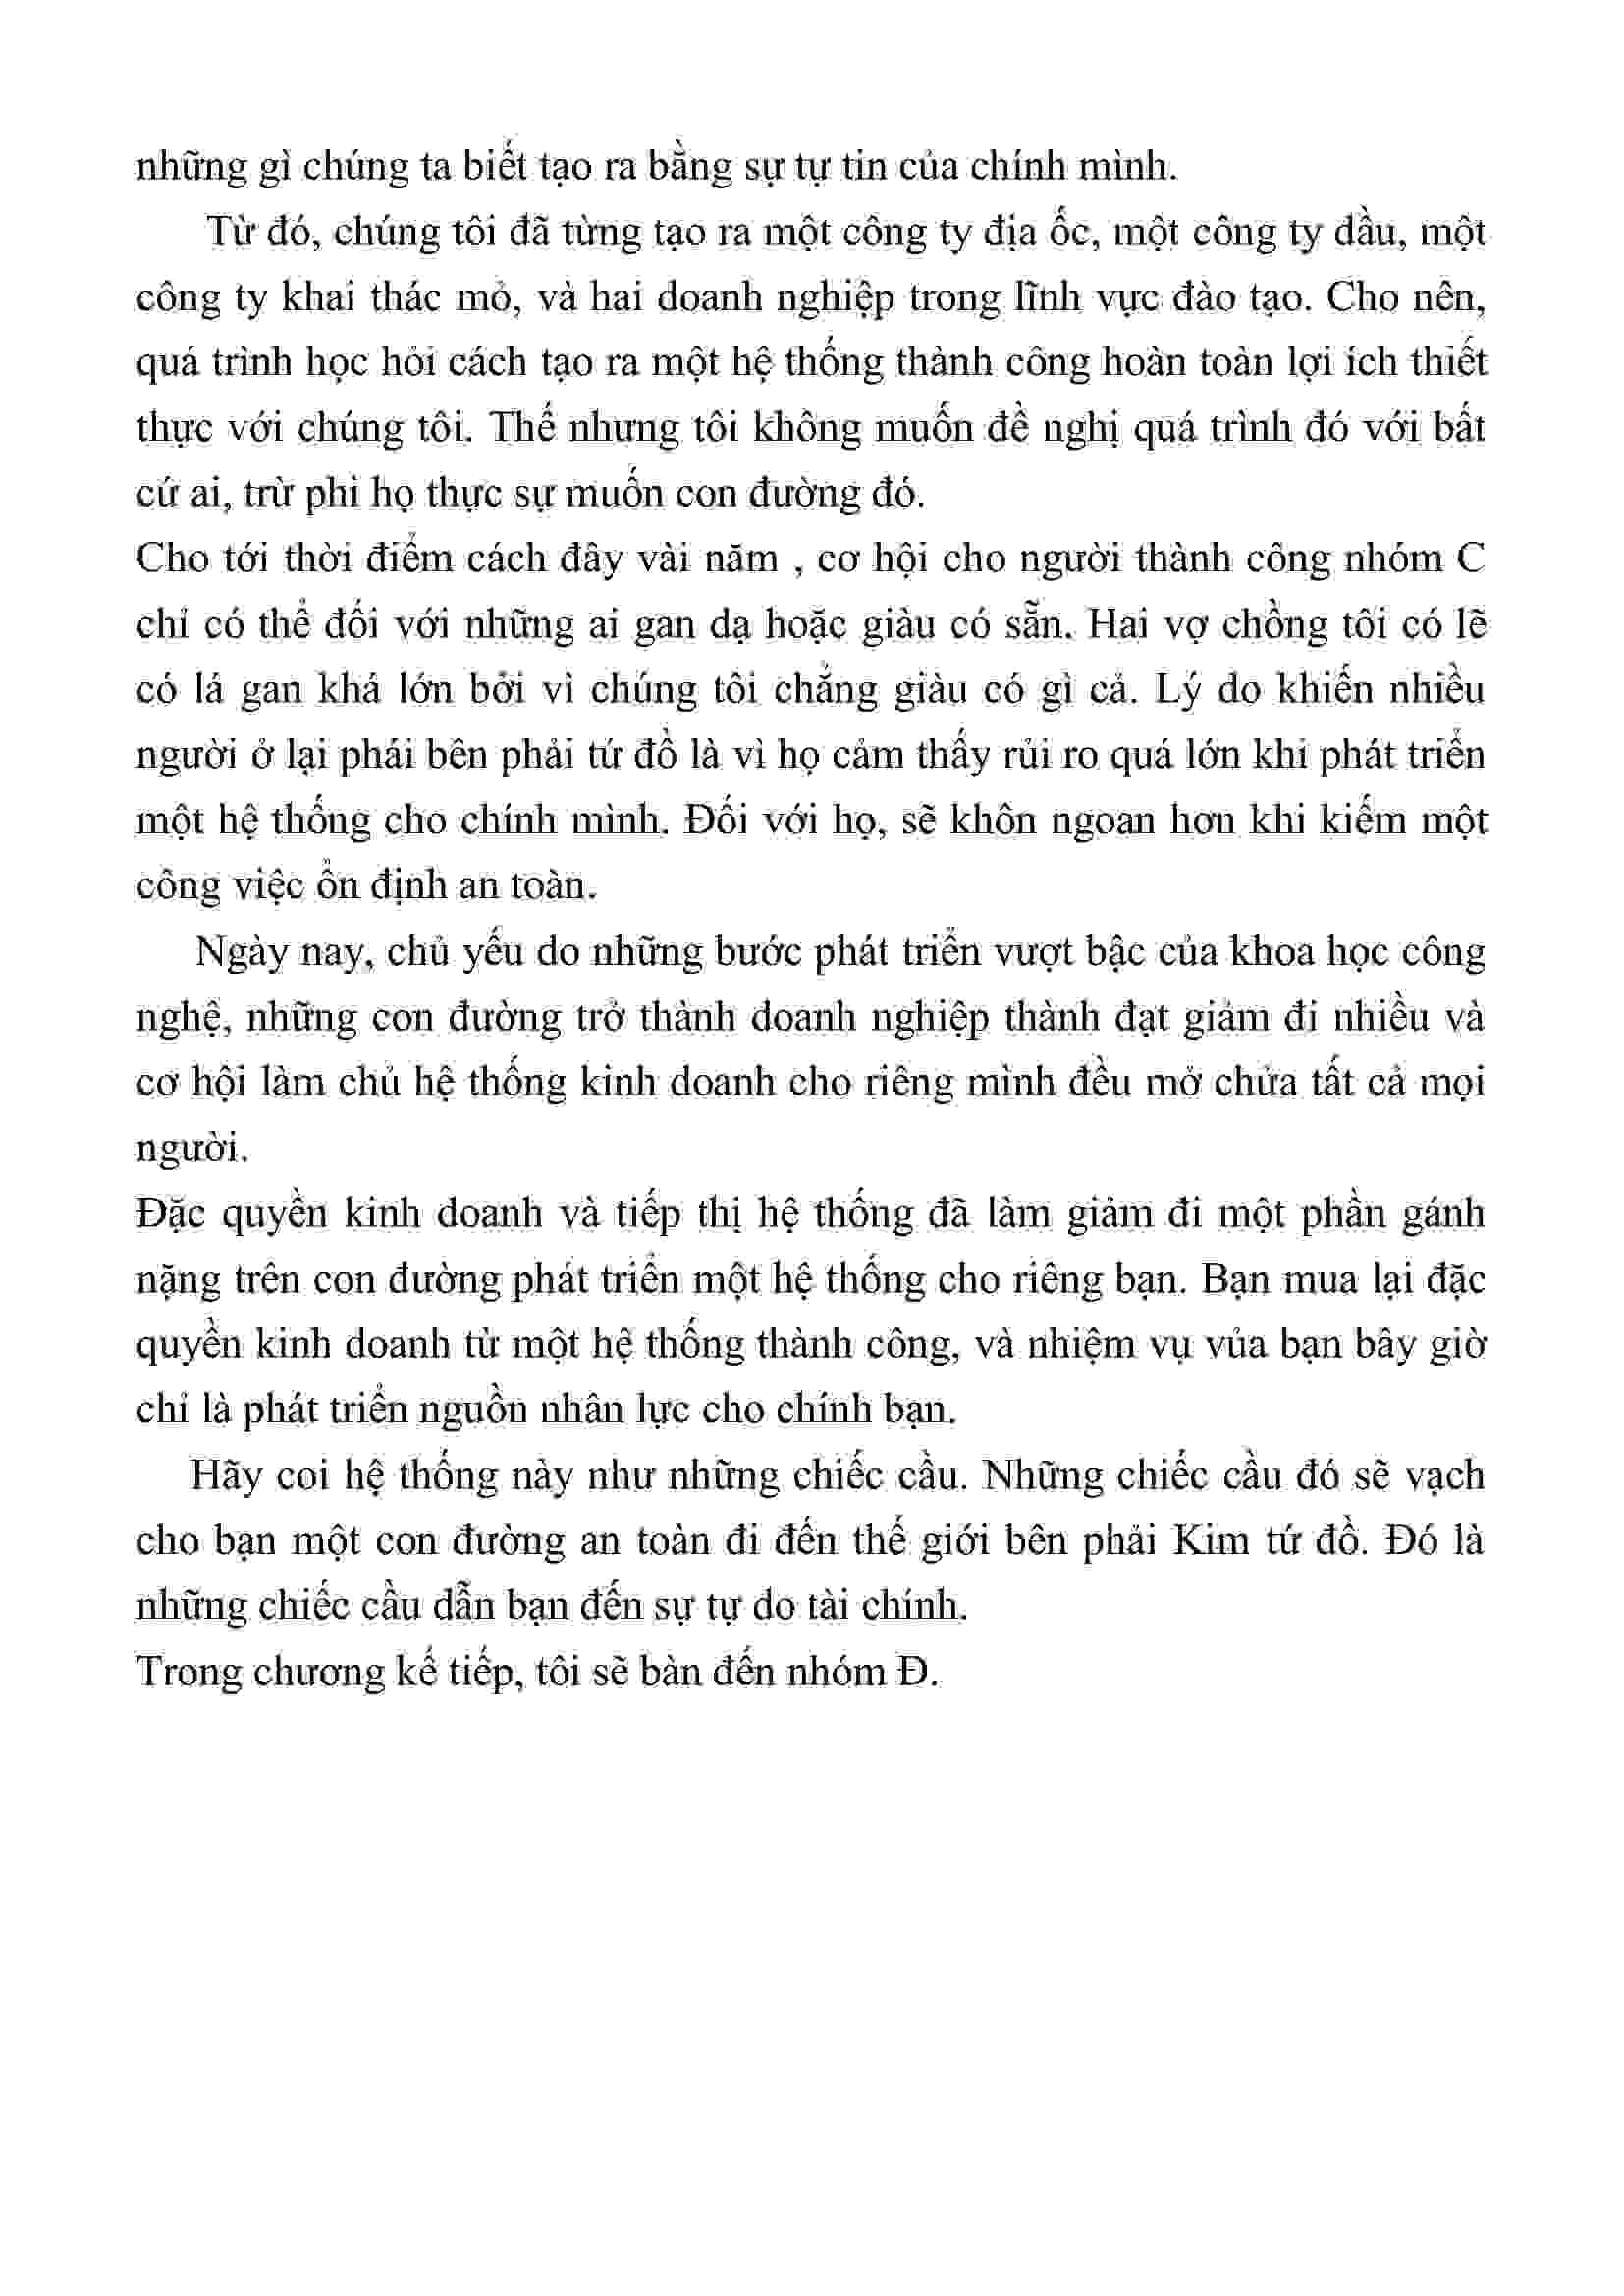 những gì chúng ta biết tạo ra bằng sự tự tin của chính mình.
Từ đó, chúng tôi đã từng tạo ra một công ty địa ốc, một công ty dầu, một
công ty khai thác mỏ, và hai doanh nghiệp trong lĩnh vực đào tạo. Cho nên,
quá trình học hỏi cách tạo ra một hệ thống thành công hoàn toàn lợi ích thiết
thực với chúng tôi. Thế nhưng tôi không muốn đề nghị quá trình đó với bất
cứ ai, trừ phi họ thực sự muốn con đường đó.
Cho tới thời điểm cách đây vài năm , cơ hội cho người thành công nhóm C
chỉ có thể đối với những ai gan dạ hoặc giàu có sẵn. Hai vợ chồng tôi có lẽ
có lá gan khá lớn bởi vì chúng tôi chẳng giàu có gì cả. Lý do khiến nhiều
người ở lại phái bên phải tứ đồ là vì họ cảm thấy rủi ro quá lớn khi phát triển
một hệ thống cho chính mình. Đối với họ, sẽ khôn ngoan hơn khi kiếm một
công việc ổn định an toàn.
Ngày nay, chủ yếu do những bước phát triển vượt bậc của khoa học công
nghệ, những con đường trở thành doanh nghiệp thành đạt giảm đi nhiều và
cơ hội làm chủ hệ thống kinh doanh cho riêng mình đều mở chửa tất cả mọi
người.
Đặc quyền kinh doanh và tiếp thị hệ thống đã làm giảm đi một phần gánh
nặng trên con đường phát triển một hệ thống cho riêng bạn. Bạn mua lại đặc
quyền kinh doanh từ một hệ thống thành công, và nhiệm vụ vủa bạn bây giờ
chỉ là phát triển nguồn nhân lực cho chính bạn.
Hãy coi hệ thống này như những chiếc cầu. Những chiếc cầu đó sẽ vạch
cho bạn một con đường an toàn đi đến thế giới bên phải Kim tứ đồ. Đó là
những chiếc cầu dẫn bạn đến sự tự do tài chính.
Trong chương kế tiếp, tôi sẽ bàn đến nhóm Đ.